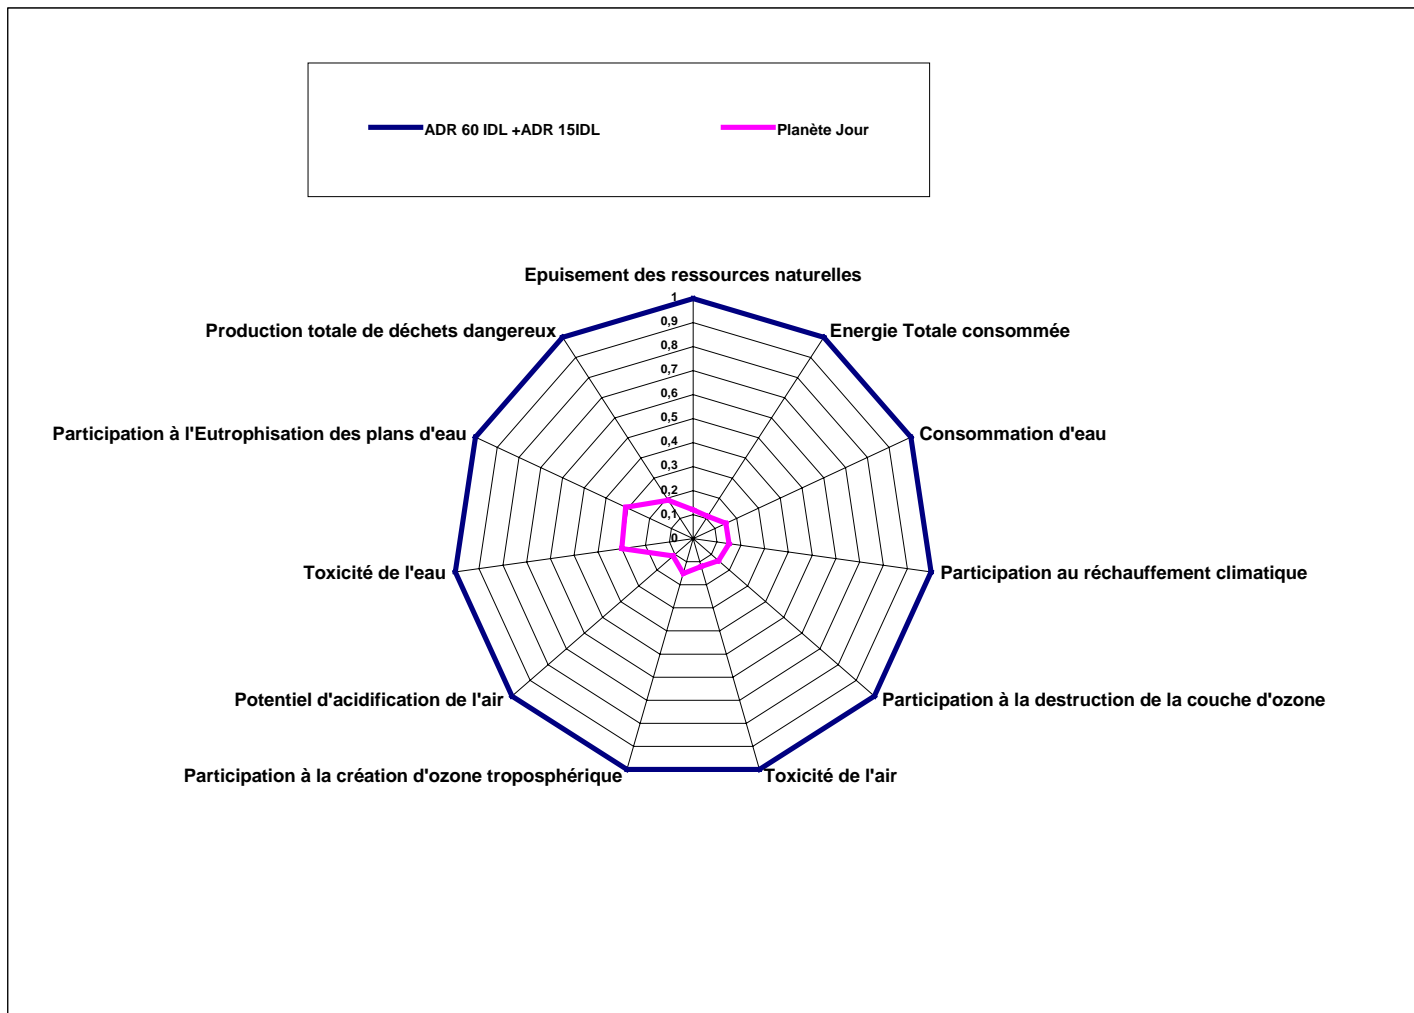 ADR 60 IDL +ADR 15IDL
Planète Jour
Epuisement des ressources naturelles
1
Production totale de déchets dangereux
0,9
Energie Totale consommée
0,8
0,7
0,6
0,5
Participation à l'Eutrophisation des plans d'eau
Consommation d'eau
0,4
0,3
0,2
0,1
0
Toxicité de l'eau
Participation au réchauffement climatique
Potentiel d'acidification de l'air
Participation à la destruction de la couche d'ozone
Participation à la création d'ozone troposphérique
Toxicité de l'air